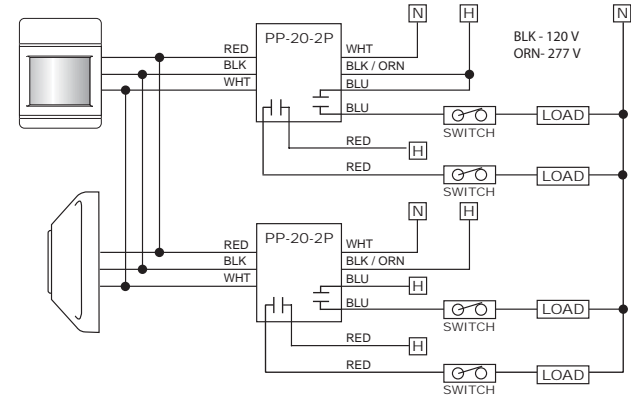 N H N
BLK - 120 V
ORN- 277 V
PP-20-2P
RED WHT
BLK BLK / ORN
WHT BLU
BLU
SWITCH LOAD
RED H
RED
SWITCH LOAD
N H
PP-20-2P
RED WHT
BLK BLK / ORN
WHT BLU H
BLU
SWITCH LOAD
RED H
RED
SWITCH LOAD